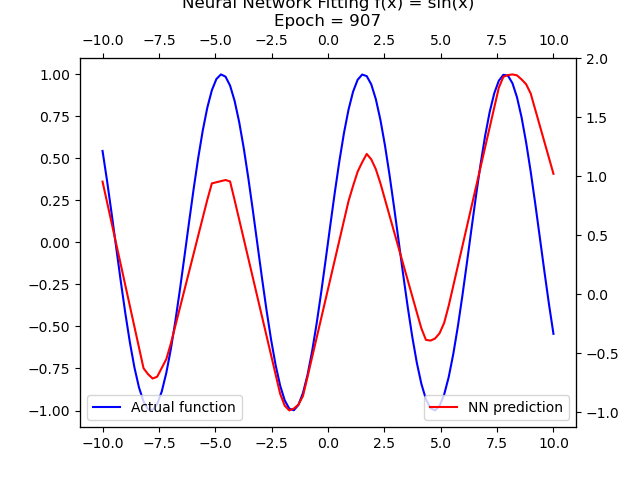 Neural Network Fitting f(x) = sin(x)
Epoch = 907
−10.0 −7.5 −5.0 −2.5 0.0 2.5 5.0 7.5 10.0
2.0
1.00
0.75
1.5
0.50
1.0
0.25
0.00
0.5
−0.25
0.0
−0.50
−0.5
−0.75
−1.00
−1.0
Actual function
NN prediction
−10.0 −7.5 −5.0 −2.5 0.0 2.5 5.0 7.5 10.0